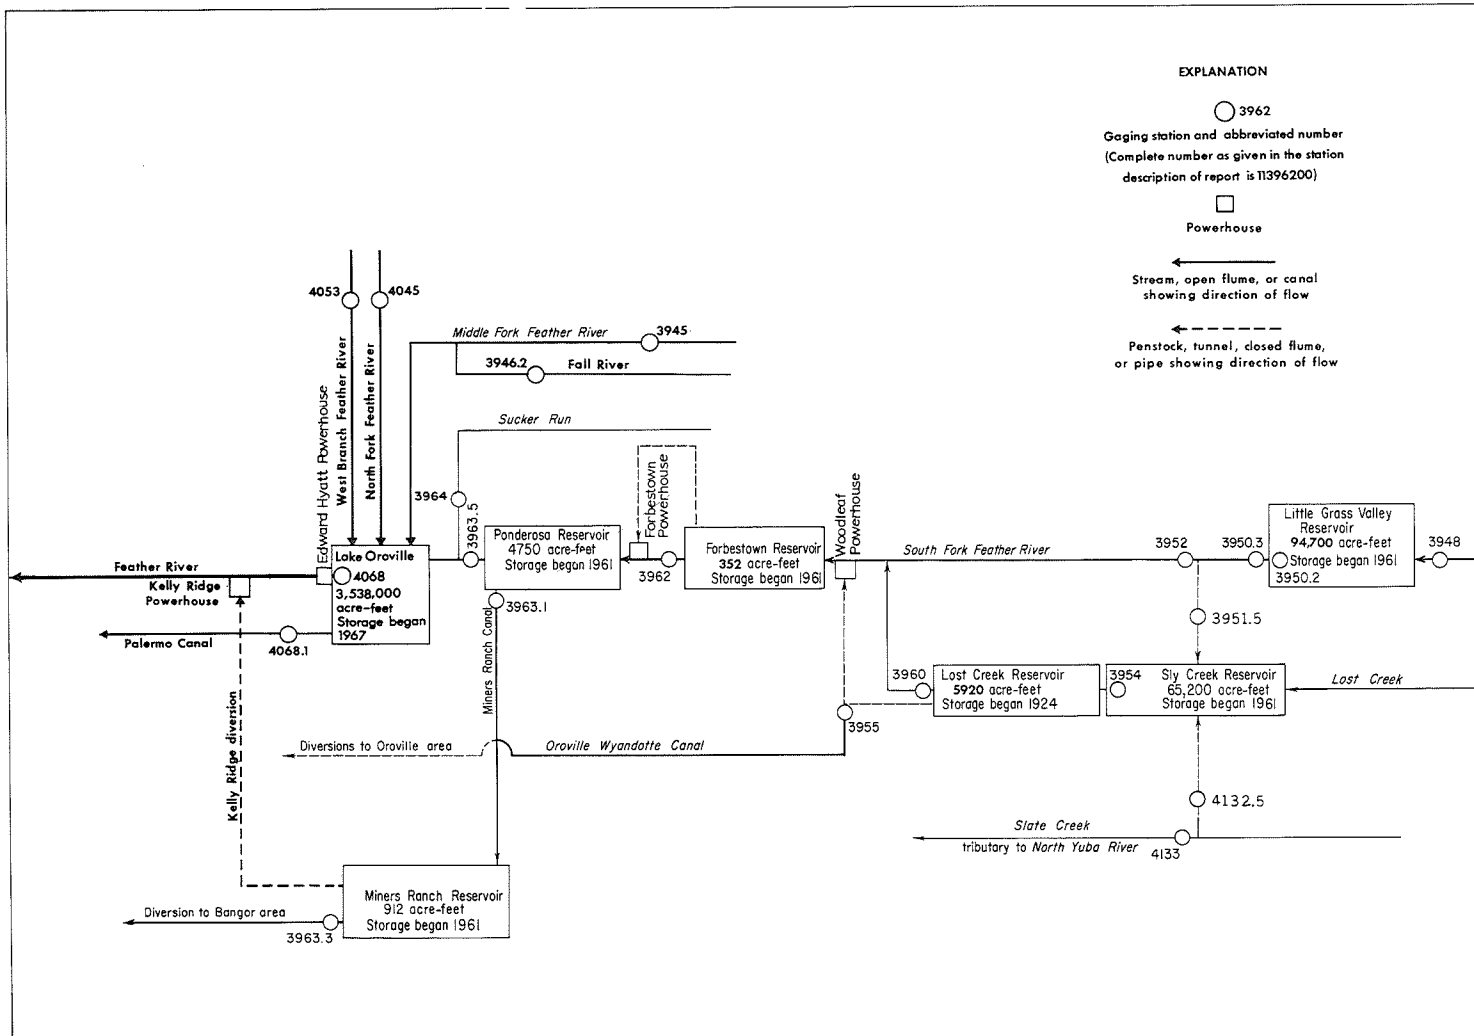 EXPLANATION
3962
Gaging station and abbreviated number
(Complete number as given in the station
description of report is 11396200)
Powerhouse
Stream, open flume, or canal
showing direction of flow
Penstock, tunnel, closed flume,
or pipe showing direction of flow
4053
4045
West Branch Feather River
North Fork Feather River
Edward Hyatt Powerhouse
Middle Fork Feather River
3945
3946.2
Fall River
Sucker Run
3964
3963.5
Forbestown
Powerhouse
Woodleaf
Powerhouse
Ponderosa Reservoir
4750 acre-feet
Storage began 1961
3962
Forbestown Reservoir
352 acre-feet
Storage began 1961
South Fork Feather River
3952
3950.3
Little Grass Valley
Reservoir
94,700 acre-feet
Storage began 1961
3950.2
3948
Feather River
Kelly Ridge
Powerhouse
Lake Oroville
4068
3,538,000
acre-feet
Storage began
1967
Palermo Canal
4068.1
3963.1
Miners Ranch Canal
3951.5
3960
Lost Creek Reservoir
5920 acre-feet
Storage began 1924
3954
Sly Creek Reservoir
65,200 acre-feet
Storage began 1961
Lost Creek
3955
Diversions to Oroville area
Oroville Wyandotte Canal
Kelly Ridge diversion
4132.5
Slate Creek
tributary to North Yuba River
4133
Miners Ranch Reservoir
912 acre-feet
Storage began 1961
Diversion to Bangor area
3963.3